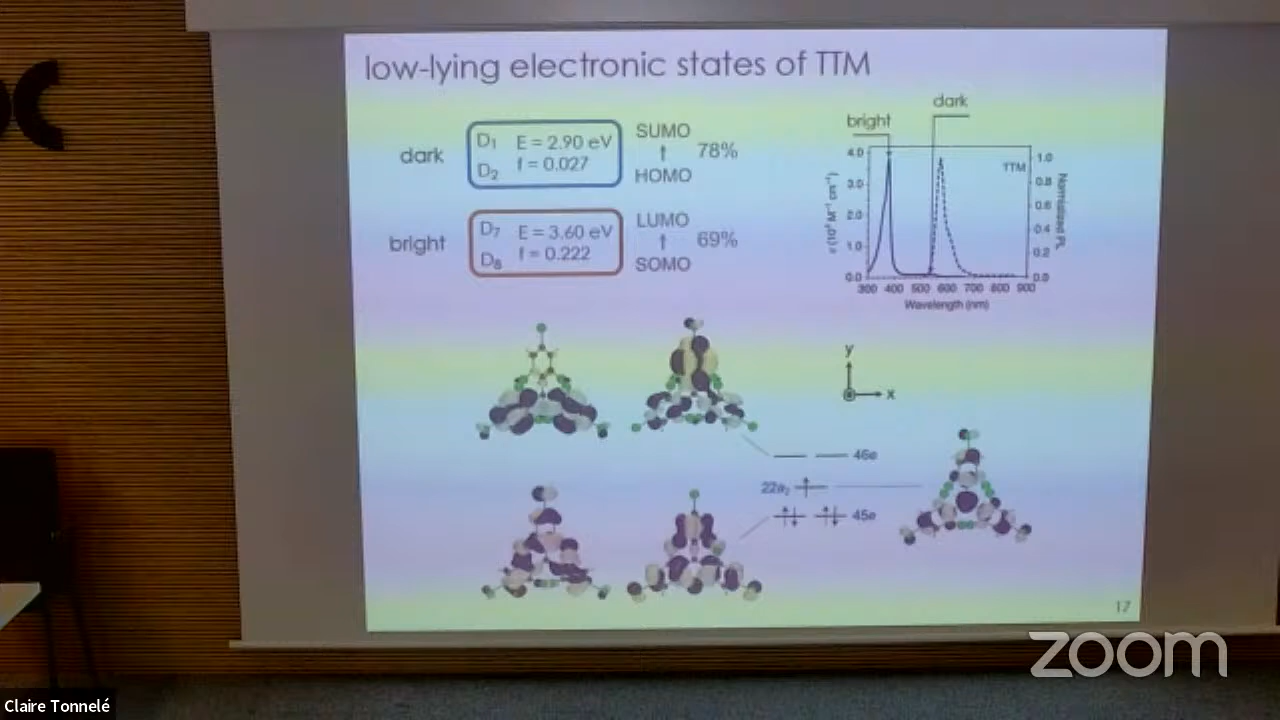 low-lying electronic states of TTM
dark
D1 E = 2.90 eV
D2 f = 0.027
SUMO
↑ 78%
HOMO
bright
D7 E = 3.60 eV
D8 f = 0.222
LUMO
↑ 69%
SOMO
dark
bright
TTM
4.0
3.0
2.0
1.0
0.0
1.0
0.8
0.6
0.4
0.2
0.0
ε (10⁴ M⁻¹ cm⁻¹)
Normalized PL
300 400 500 600 700 800 900
Wavelength (nm)
y
x
46e
22a2
45e
17
zoom
Claire Tonnelé